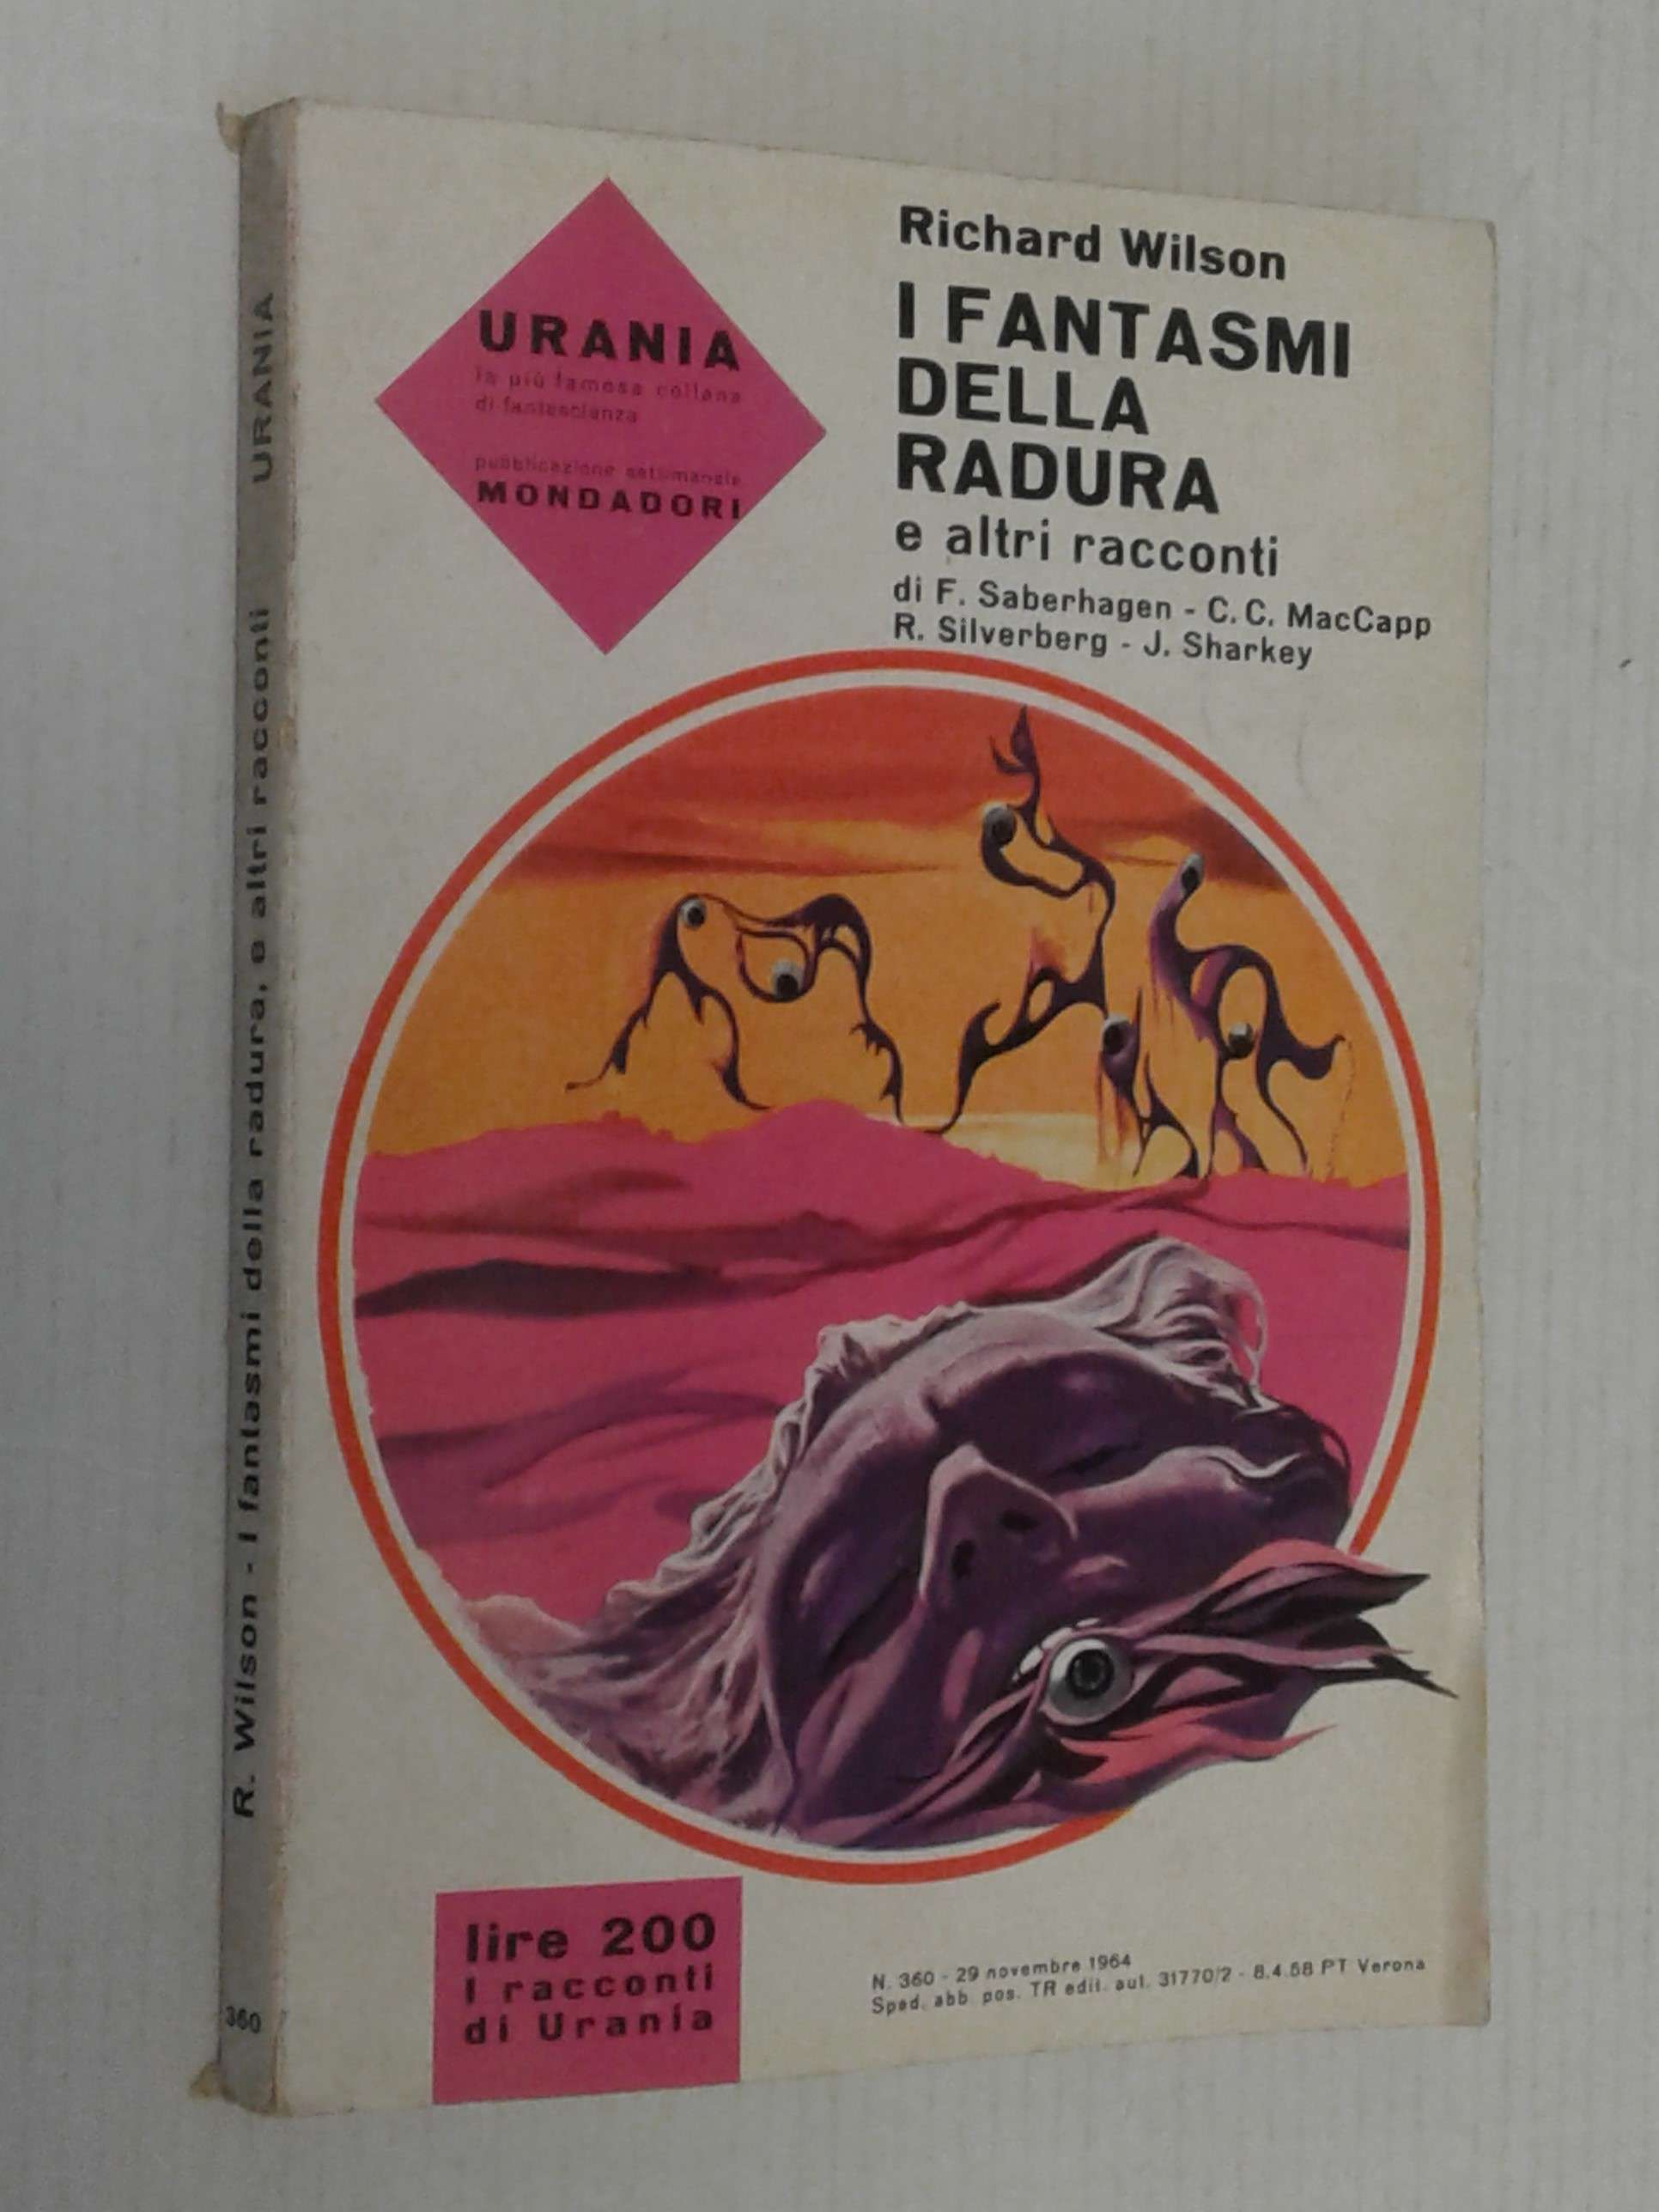 URANIA
la più famosa collana
di fantascienza
pubblicazione settimanale
MONDADORI
Richard Wilson
I FANTASMI
DELLA
RADURA
e altri racconti
di F. Saberhagen - C.C. MacCapp
R. Silverberg - J. Sharkey
lire 200
I racconti
di Urania
N. 360 - 29 novembre 1964
Sped. abb. pos. TR edit. aut. 31770/2 - 8.4.58 PT Verona
R. Wilson - I fantasmi della radura, e altri racconti URANIA
360